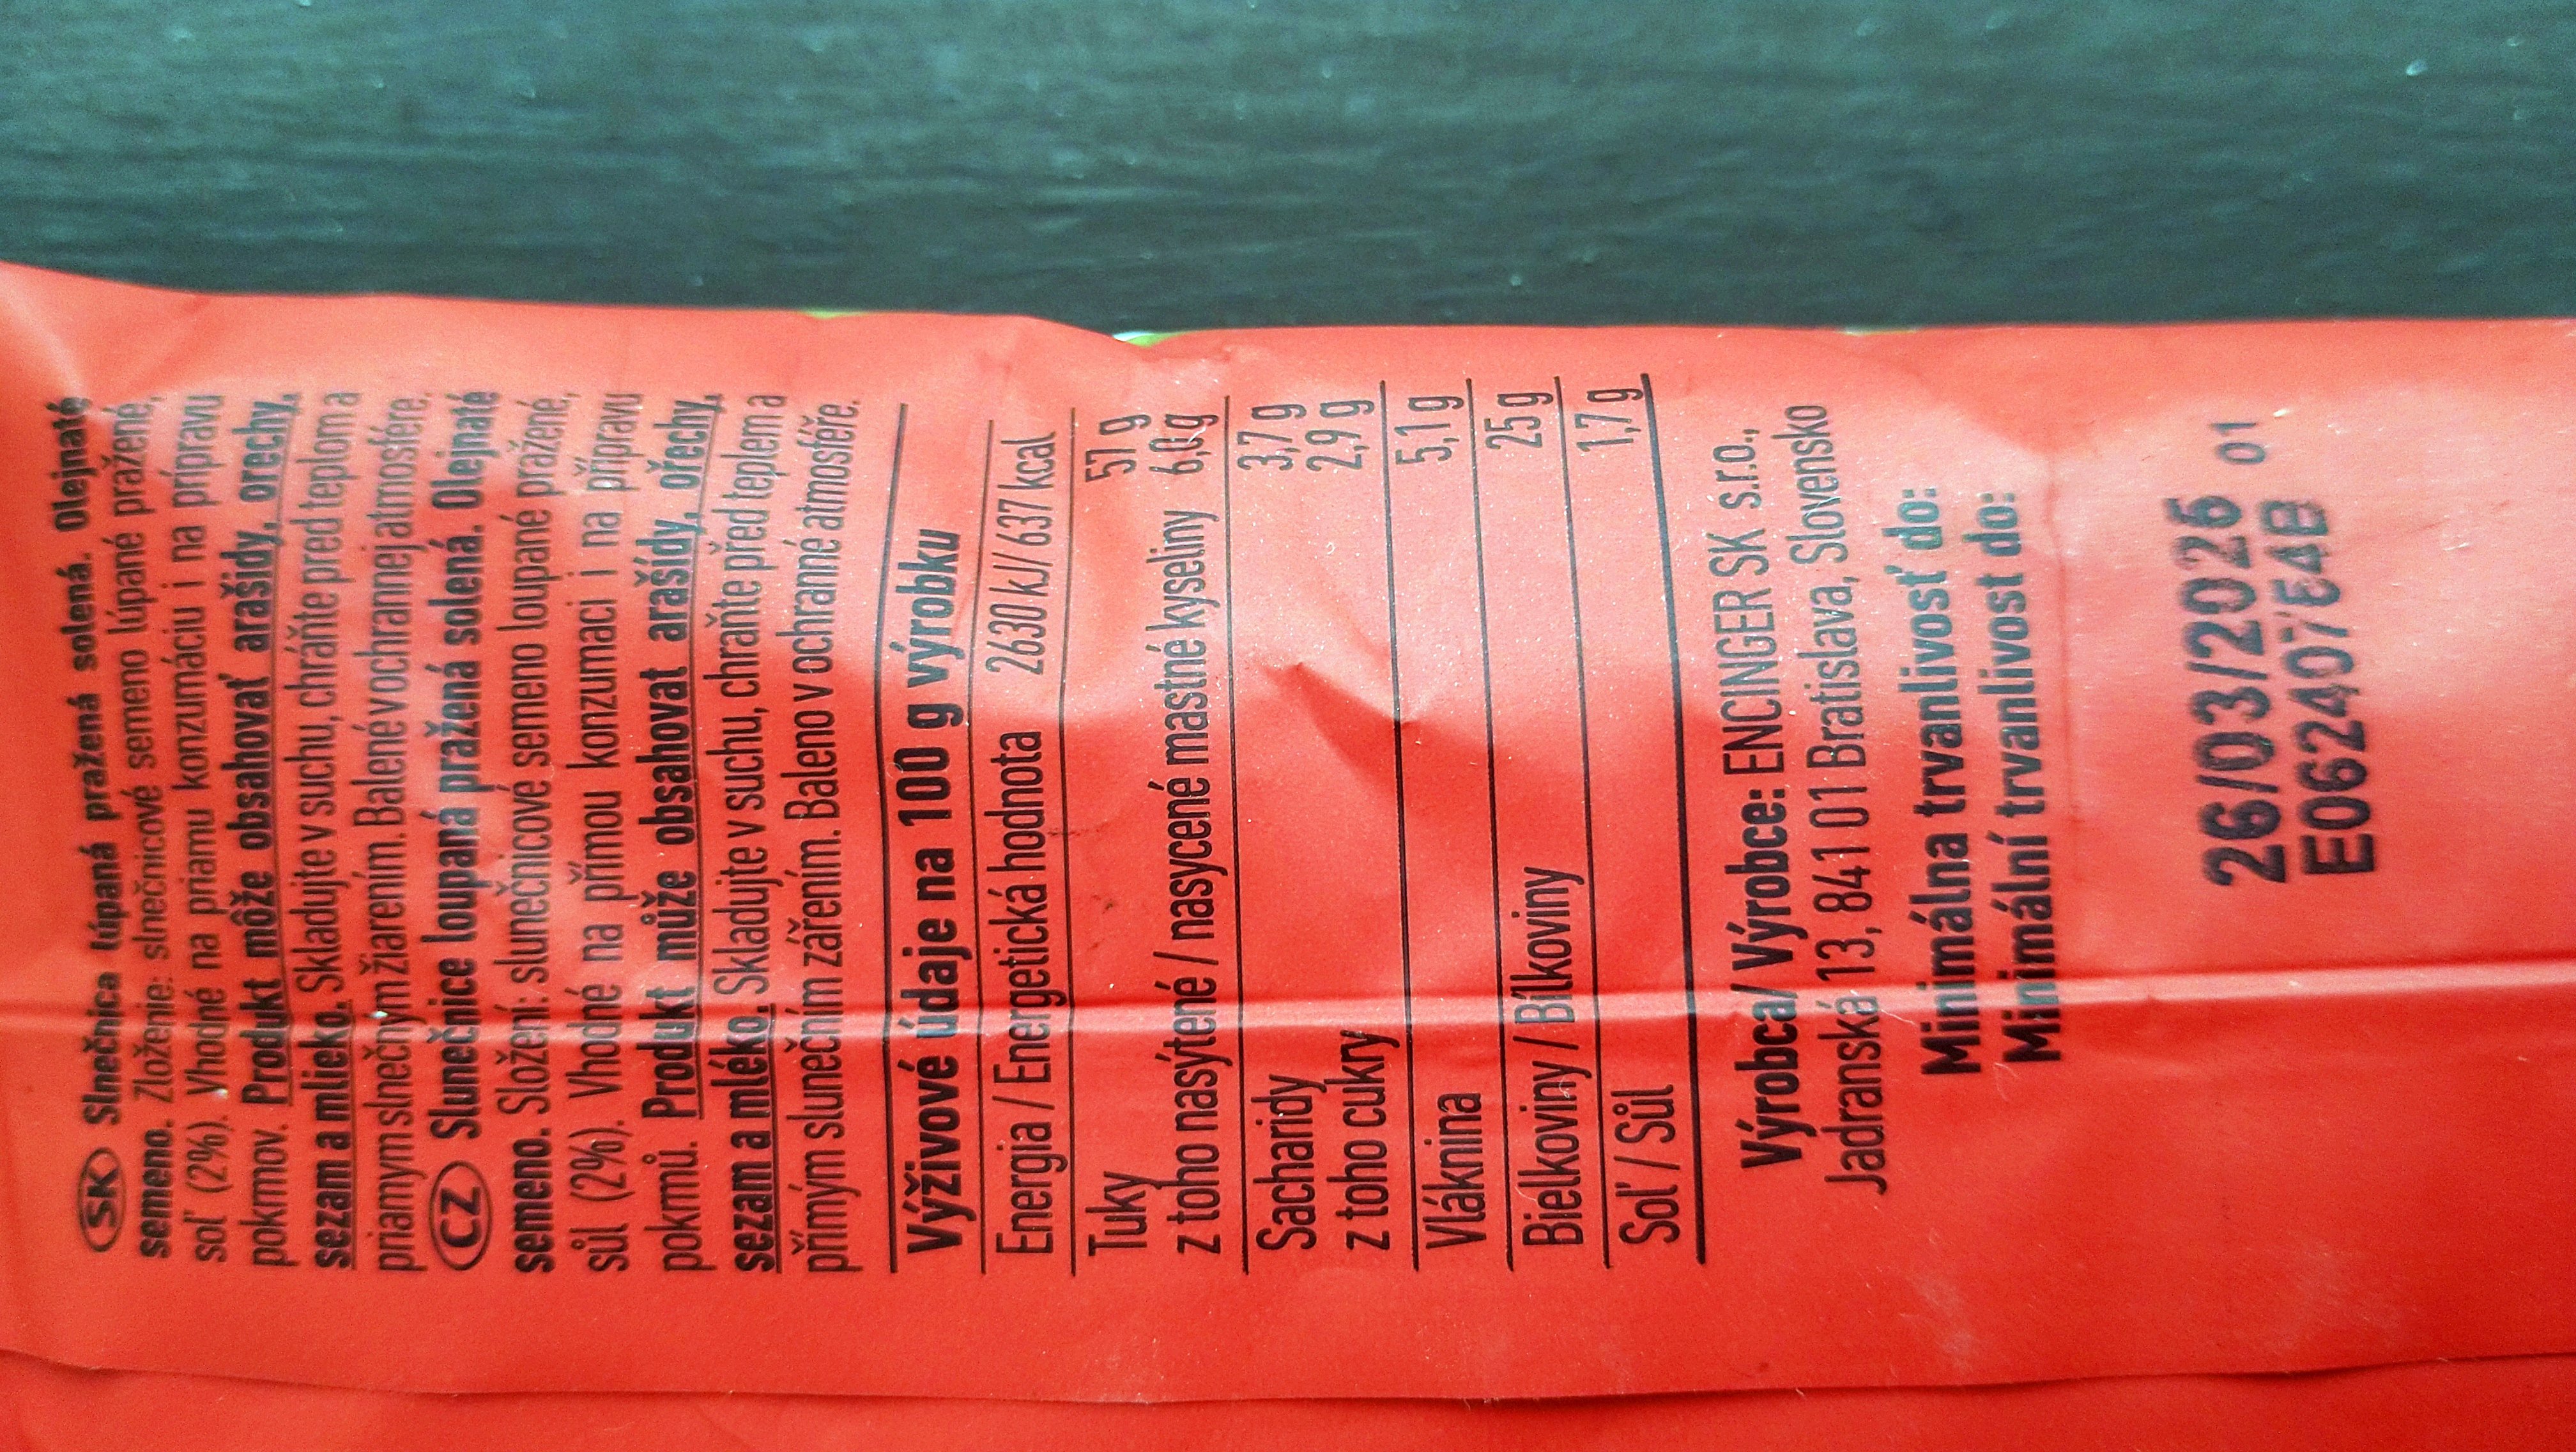 SK Slnečnica lúpaná pražená solená. Olejnaté
semeno. Zloženie: slnečnicové semeno lúpané pražené,
soľ (2%). Vhodné na priamu konzumáciu i na prípravu
pokrmov. Produkt môže obsahovať arašidy, orechy,
sezam a mlieko. Skladujte v suchu, chráňte pred teplom a
priamym slnečným žiarením. Balené v ochrannej atmosfére.
CZ Slunečnice loupaná pražená solená. Olejnaté
semeno. Složení: slunečnicové semeno loupané pražené,
sůl (2%). Vhodné na přímou konzumaci i na přípravu
pokrmů. Produkt může obsahovat arašídy, ořechy,
sezam a mléko. Skladujte v suchu, chraňte před teplem a
přímým slunečním zářením. Baleno v ochranné atmosféře.
Výživové údaje na 100 g výrobku
Energia / Energetická hodnota 2630 kJ/ 637 kcal
Tuky 57 g
z toho nasýtené / nasycené mastné kyseliny 6,0 g
Sacharidy 3,7 g
z toho cukry 2,9 g
Vláknina 5,1 g
Bielkoviny / Bílkoviny 25 g
Soľ / Sůl 1,7 g
Výrobca/ Výrobce: ENCINGER SK s.r.o.,
Jadranská 13, 841 01 Bratislava, Slovensko
Minimálna trvanlivosť do:
Minimální trvanlivost do:
26/03/2026 01
E062407E4B